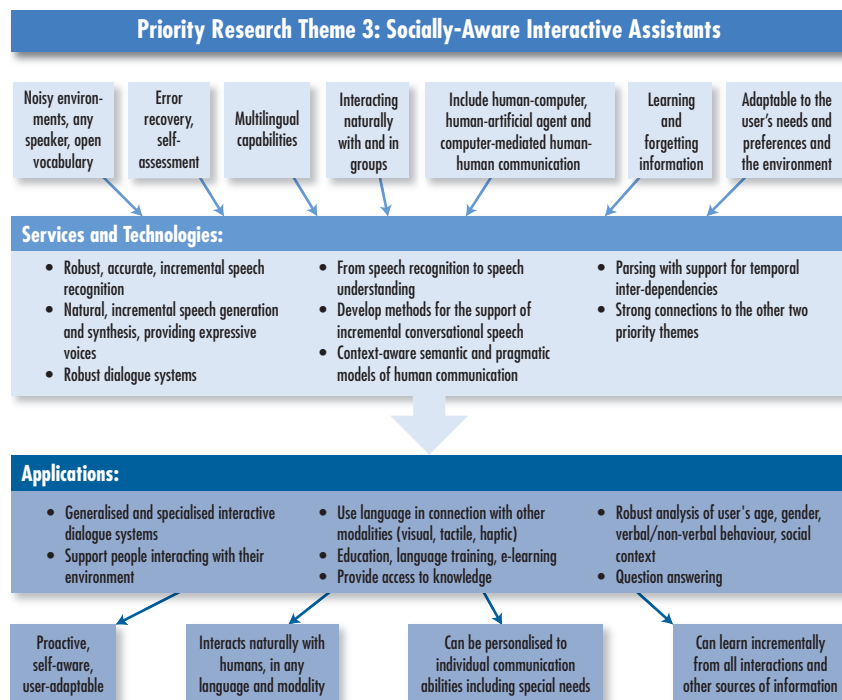 Priority Research Theme 3: Socially-Aware Interactive Assistants
Noisy environ-
ments, any
speaker, open
vocabulary
Error
recovery,
self-
assessment
Multilingual
capabilities
Interacting
naturally
with and in
groups
Include human-computer,
human-artificial agent and
computer-mediated human-
human communication
Learning
and
forgetting
information
Adaptable to the
user's needs and
preferences and
the environment
Services and Technologies:
• Robust, accurate, incremental speech
recognition
• Natural, incremental speech generation
and synthesis, providing expressive
voices
• Robust dialogue systems
• From speech recognition to speech
understanding
• Develop methods for the support of
incremental conversational speech
• Context-aware semantic and pragmatic
models of human communication
• Parsing with support for temporal
inter-dependencies
• Strong connections to the other two
priority themes
Applications:
• Generalised and specialised interactive
dialogue systems
• Support people interacting with their
environment
• Use language in connection with other
modalities (visual, tactile, haptic)
• Education, language training, e-learning
• Provide access to knowledge
• Robust analysis of user's age, gender,
verbal/non-verbal behaviour, social
context
• Question answering
Proactive,
self-aware,
user-adaptable
Interacts naturally with
humans, in any
language and modality
Can be personalised to
individual communication
abilities including special needs
Can learn incrementally
from all interactions and
other sources of information